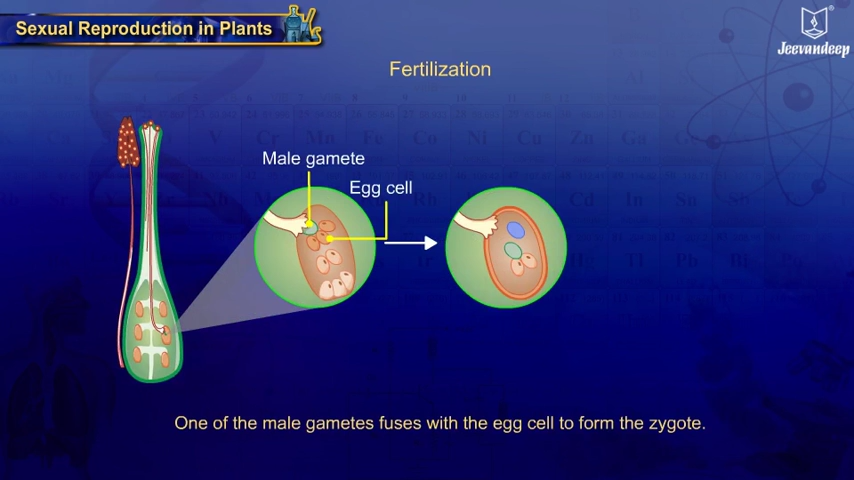 Sexual Reproduction in Plants
Jeevandeep
Fertilization
Male gamete
Egg cell
One of the male gametes fuses with the egg cell to form the zygote.